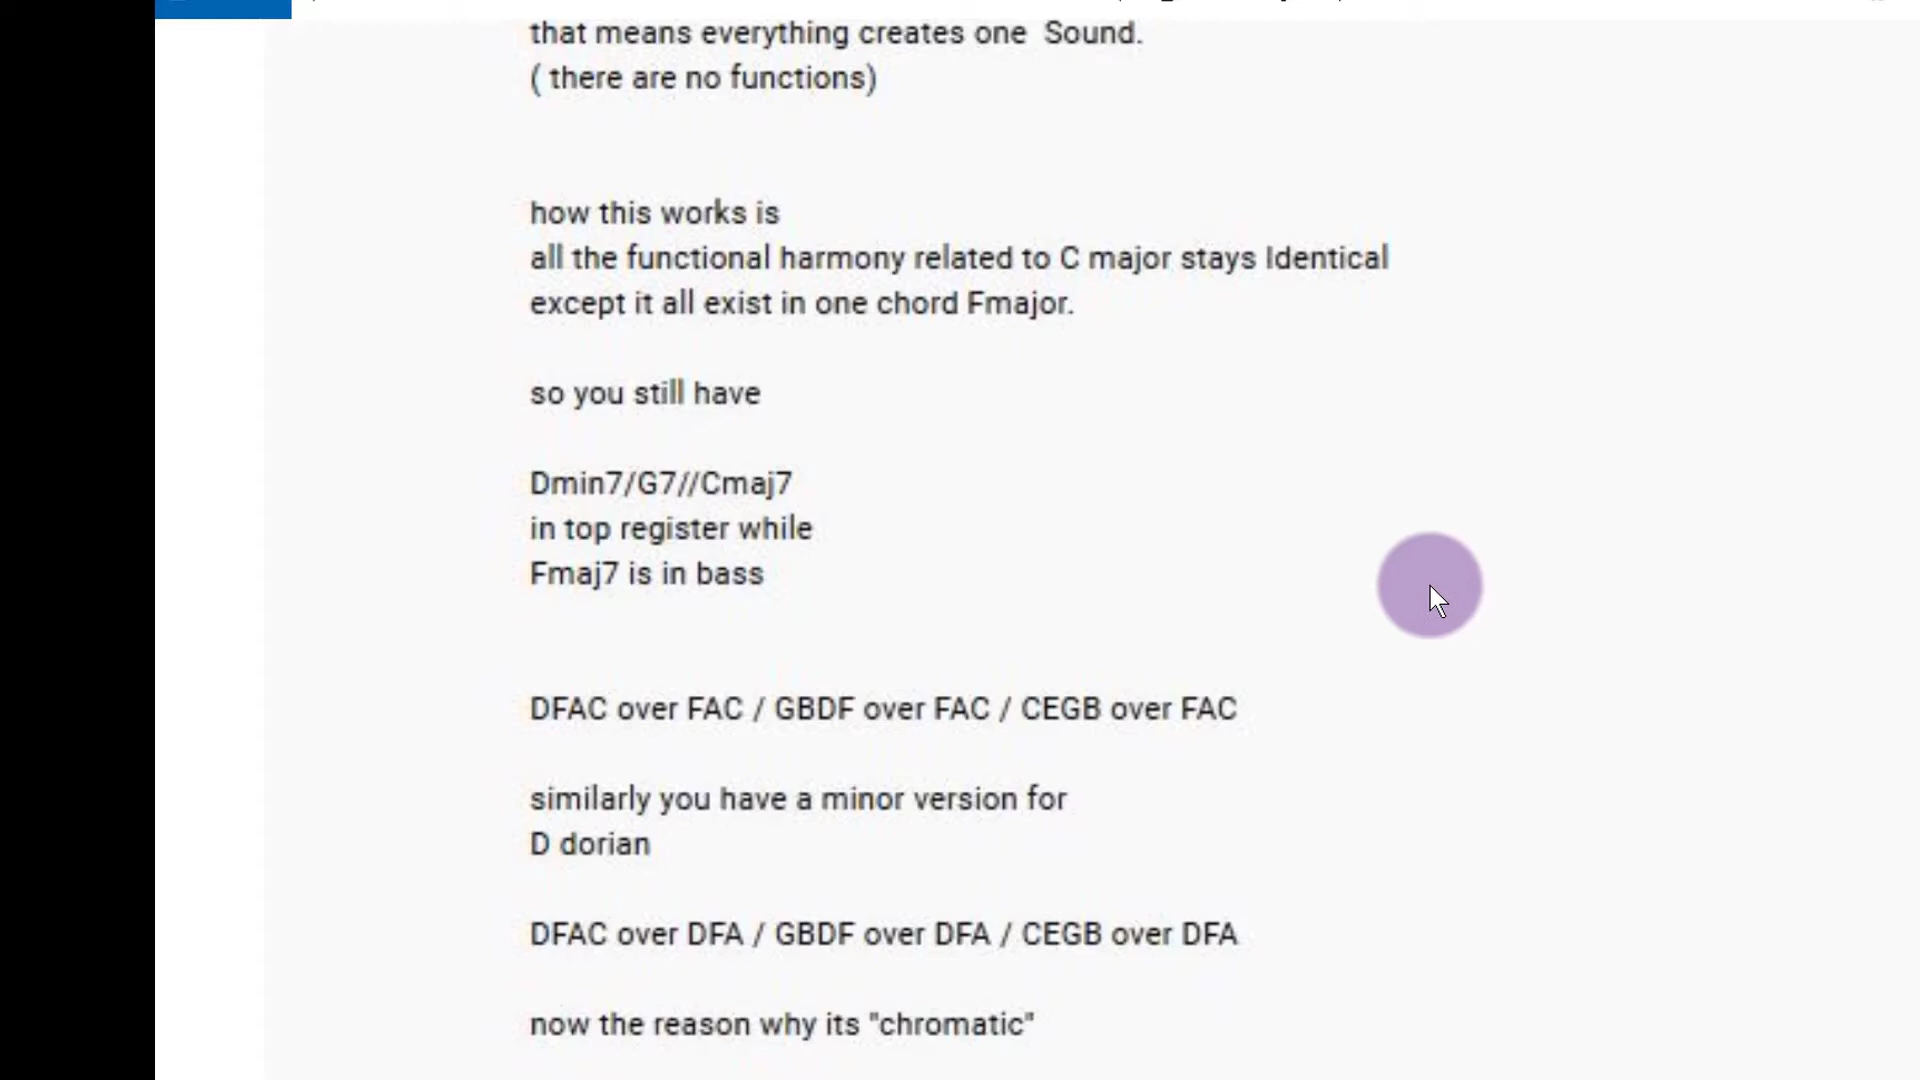 that means everything creates one  Sound.
( there are no functions)
how this works is
all the functional harmony related to C major stays Identical
except it all exist in one chord Fmajor.
so you still have
Dmin7/G7//Cmaj7
in top register while
Fmaj7 is in bass
DFAC over FAC / GBDF over FAC / CEGB over FAC
similarly you have a minor version for
D dorian
DFAC over DFA / GBDF over DFA / CEGB over DFA
now the reason why its "chromatic"